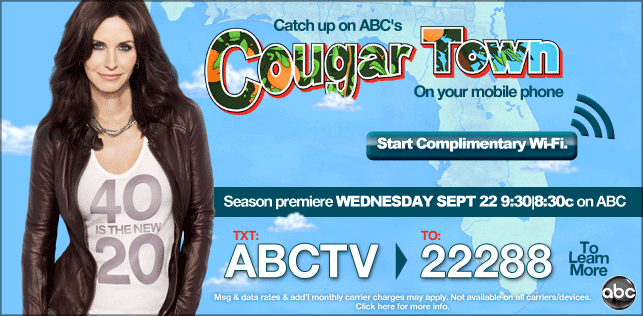 Catch up on ABC's
Cougar Town
On your mobile phone
Start Complimentary Wi-Fi.
40
IS THE NEW
20
Season premiere WEDNESDAY SEPT 22 9:30|8:30c on ABC
TXT:
ABCTV
TO:
22288
To
Learn
More
Msg & data rates & add'l monthly carrier charges may apply. Not available on all carriers/devices.
Click here for more info.
abc